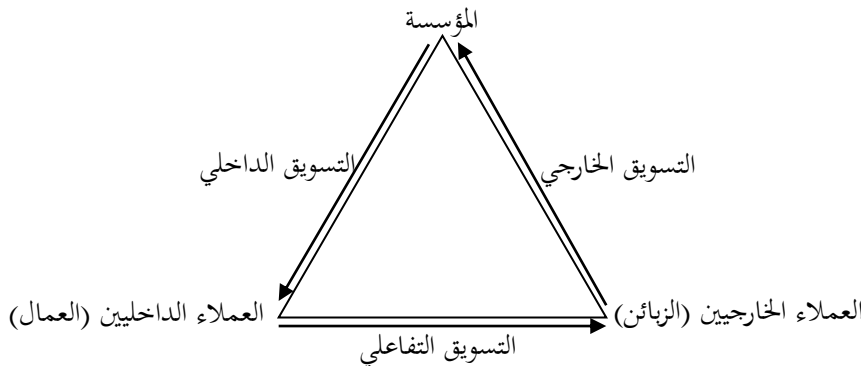 المؤسسة
التسويق الخارجي
التسويق الداخلي
العملاء الخارجيين (الزبائن)
العملاء الداخليين (العمال)
التسويق التفاعلي